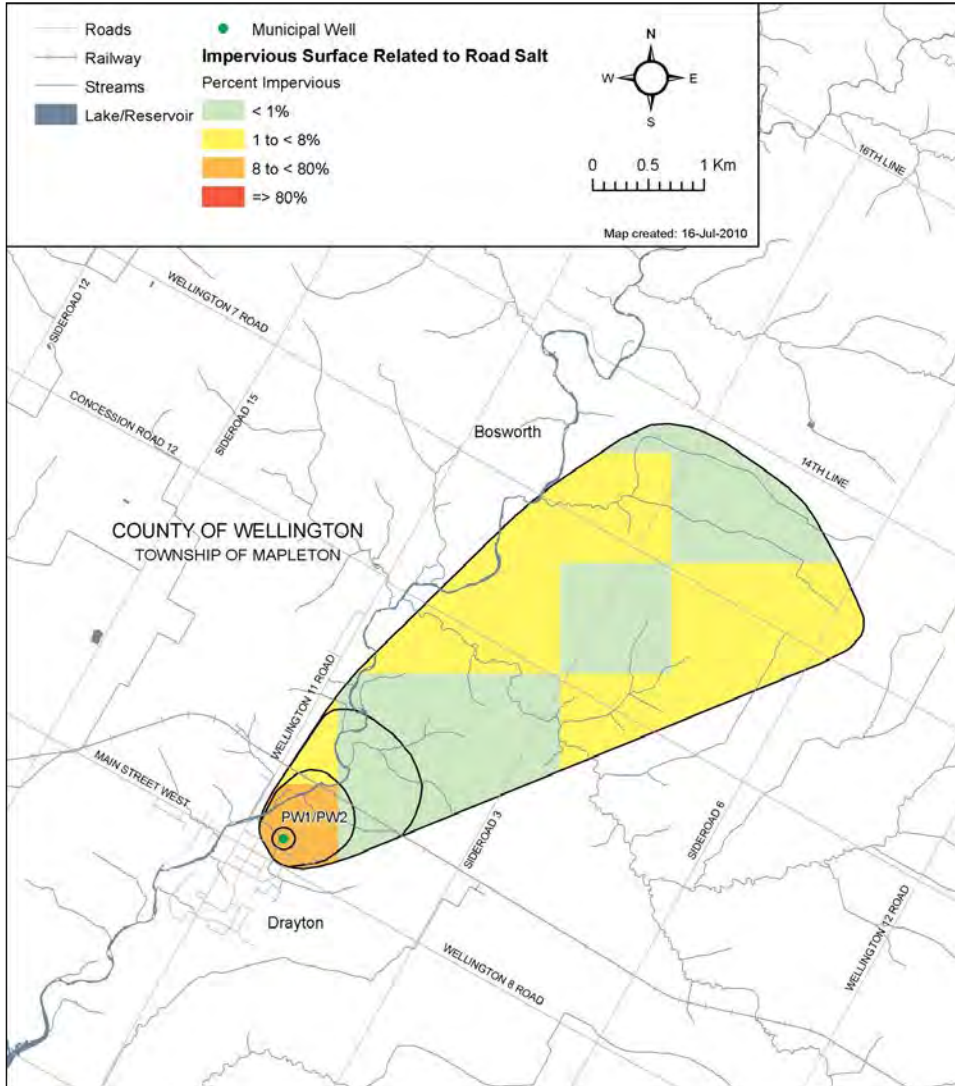 Roads
Railway
Streams
Lake/Reservoir
Municipal Well
Impervious Surface Related to Road Salt
Percent Impervious
< 1%
1 to < 8%
8 to < 80%
=> 80%
N
W
E
S
0 0.5 1 Km
Map created: 16-Jul-2010
16TH LINE
SIDEROAD 12
WELLINGTON 7 ROAD
CONCESSION ROAD 12
SIDEROAD 15
Bosworth
14TH LINE
COUNTY OF WELLINGTON
TOWNSHIP OF MAPLETON
WELLINGTON 11 ROAD
MAIN STREET WEST
PW1/PW2
SIDEROAD 3
SIDEROAD 6
Drayton
WELLINGTON 8 ROAD
WELLINGTON 12 ROAD